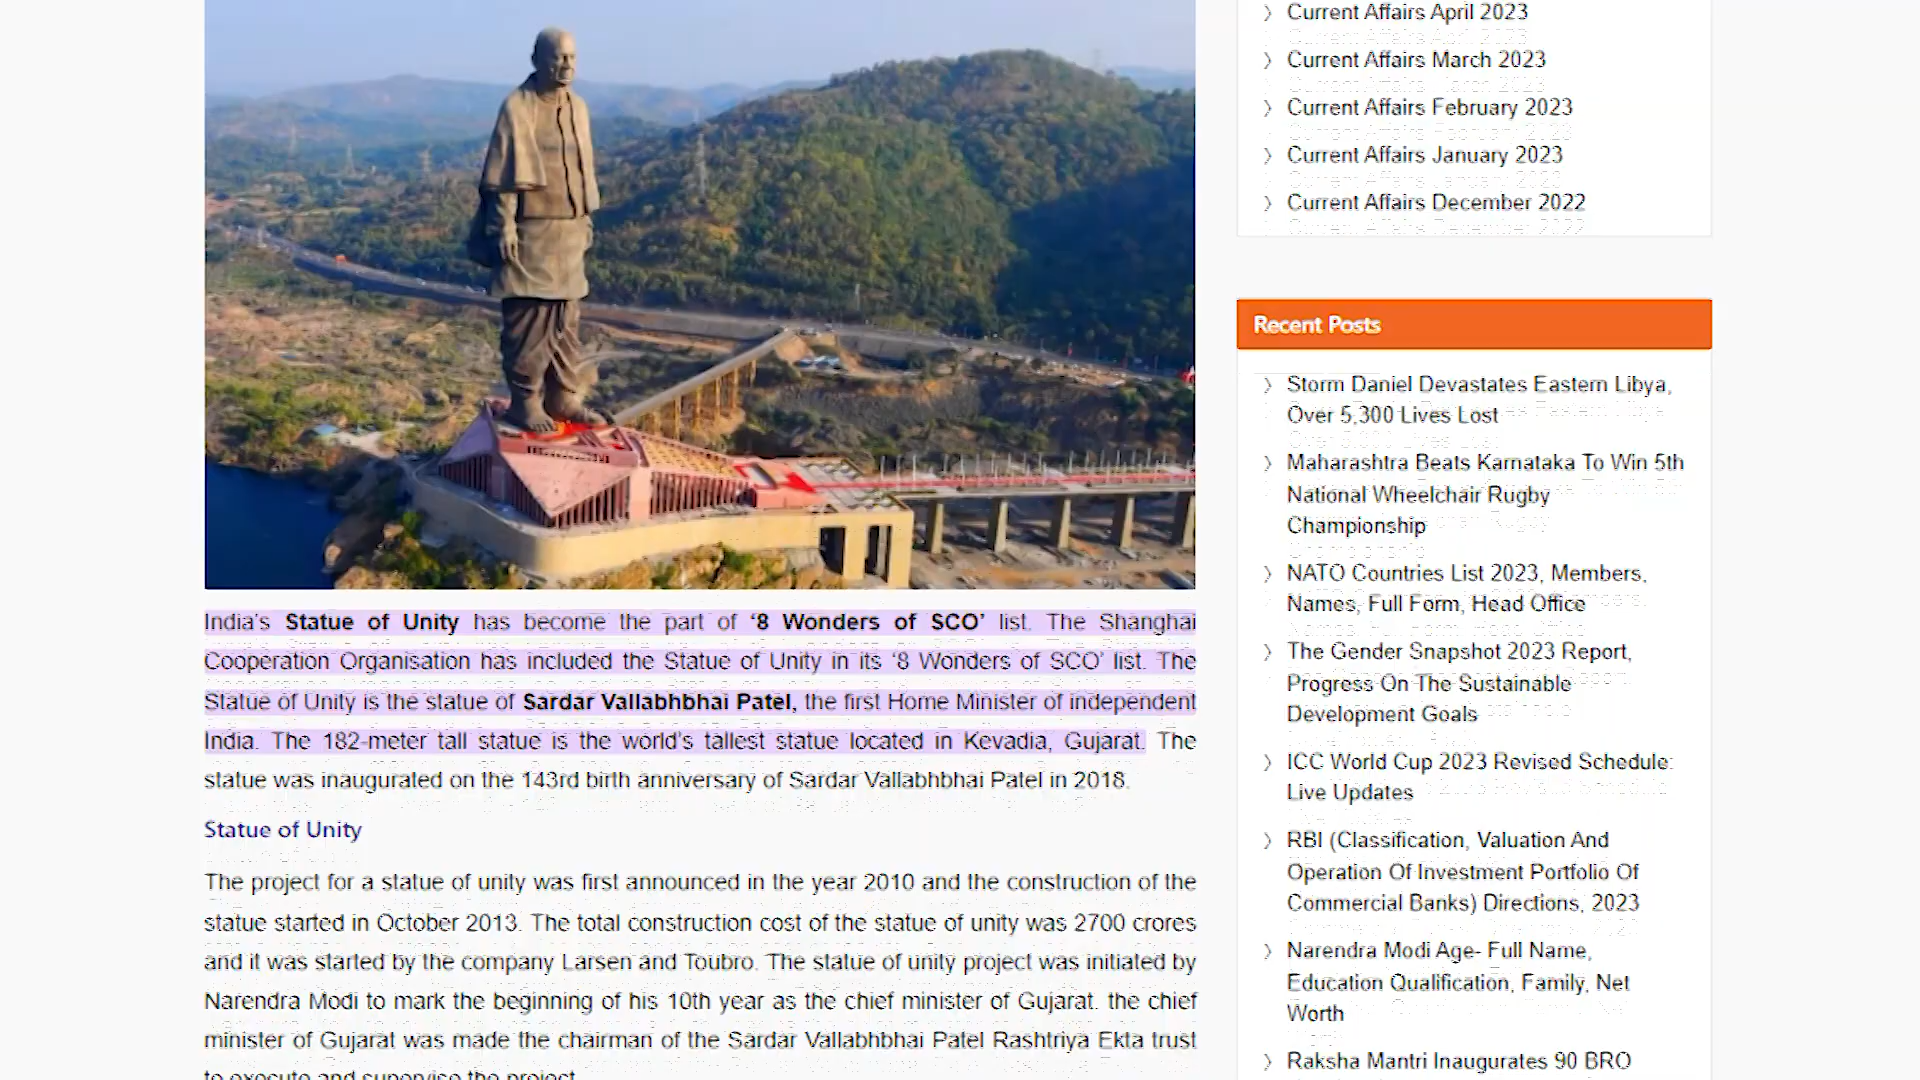 India's Statue of Unity has become the part of ‘8 Wonders of SCO’ list. The Shanghai
Cooperation Organisation has included the Statue of Unity in its ‘8 Wonders of SCO’ list. The
Statue of Unity is the statue of Sardar Vallabhbhai Patel, the first Home Minister of independent
India. The 182-meter tall statue is the world's tallest statue located in Kevadia, Gujarat. The
statue was inaugurated on the 143rd birth anniversary of Sardar Vallabhbhai Patel in 2018.
Statue of Unity
The project for a statue of unity was first announced in the year 2010 and the construction of the
statue started in October 2013. The total construction cost of the statue of unity was 2700 crores
and it was started by the company Larsen and Toubro. The statue of unity project was initiated by
Narendra Modi to mark the beginning of his 10th year as the chief minister of Gujarat. the chief
minister of Gujarat was made the chairman of the Sardar Vallabhbhai Patel Rashtriya Ekta trust
to execute and supervise the project.
Current Affairs April 2023
Current Affairs March 2023
Current Affairs February 2023
Current Affairs January 2023
Current Affairs December 2022
Recent Posts
Storm Daniel Devastates Eastern Libya,
Over 5,300 Lives Lost
Maharashtra Beats Karnataka To Win 5th
National Wheelchair Rugby
Championship
NATO Countries List 2023, Members,
Names, Full Form, Head Office
The Gender Snapshot 2023 Report,
Progress On The Sustainable
Development Goals
ICC World Cup 2023 Revised Schedule:
Live Updates
RBI (Classification, Valuation And
Operation Of Investment Portfolio Of
Commercial Banks) Directions, 2023
Narendra Modi Age- Full Name,
Education Qualification, Family, Net
Worth
Raksha Mantri Inaugurates 90 BRO